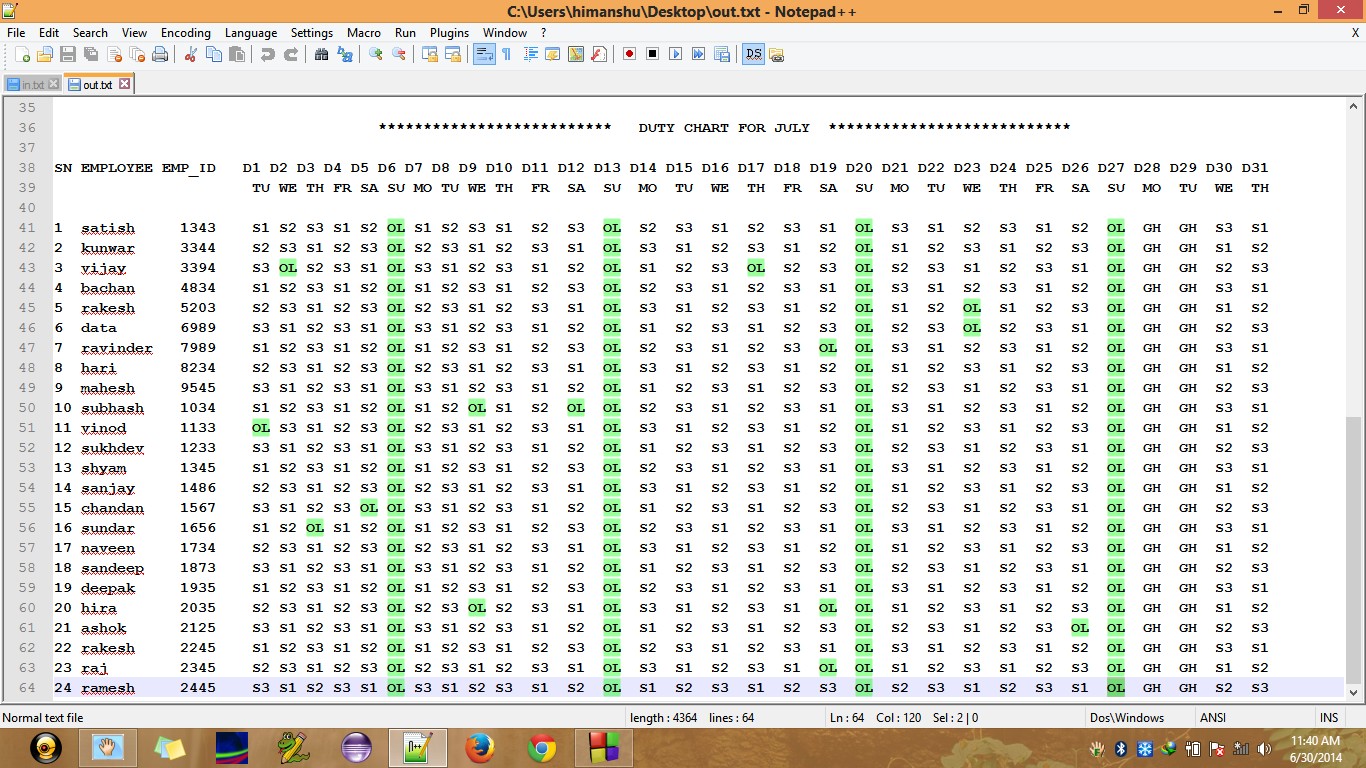 C:\Users\himanshu\Desktop\out.txt - Notepad++
File Edit Search View Encoding Language Settings Macro Run Plugins Window ? X
in.txt out.txt
35
36 ************************** DUTY CHART FOR JULY ***************************
37
38 SN EMPLOYEE EMP_ID D1 D2 D3 D4 D5 D6 D7 D8 D9 D10 D11 D12 D13 D14 D15 D16 D17 D18 D19 D20 D21 D22 D23 D24 D25 D26 D27 D28 D29 D30 D31
39 TU WE TH FR SA SU MO TU WE TH FR SA SU MO TU WE TH FR SA SU MO TU WE TH FR SA SU MO TU WE TH
40
41 1 satish 1343 S1 S2 S3 S1 S2 OL S1 S2 S3 S1 S2 S3 OL S2 S3 S1 S2 S3 S1 OL S3 S1 S2 S3 S1 S2 OL GH GH S3 S1
42 2 kunwar 3344 S2 S3 S1 S2 S3 OL S2 S3 S1 S2 S3 S1 OL S3 S1 S2 S3 S1 S2 OL S1 S2 S3 S1 S2 S3 OL GH GH S1 S2
43 3 vijay 3394 S3 OL S2 S3 S1 OL S3 S1 S2 S3 S1 S2 OL S1 S2 S3 OL S2 S3 OL S2 S3 S1 S2 S3 S1 OL GH GH S2 S3
44 4 bachan 4834 S1 S2 S3 S1 S2 OL S1 S2 S3 S1 S2 S3 OL S2 S3 S1 S2 S3 S1 OL S3 S1 S2 S3 S1 S2 OL GH GH S3 S1
45 5 rakesh 5203 S2 S3 S1 S2 S3 OL S2 S3 S1 S2 S3 S1 OL S3 S1 S2 S3 S1 S2 OL S1 S2 OL S1 S2 S3 OL GH GH S1 S2
46 6 data 6989 S3 S1 S2 S3 S1 OL S3 S1 S2 S3 S1 S2 OL S1 S2 S3 S1 S2 S3 OL S2 S3 OL S2 S3 S1 OL GH GH S2 S3
47 7 ravinder 7989 S1 S2 S3 S1 S2 OL S1 S2 S3 S1 S2 S3 OL S2 S3 S1 S2 S3 OL OL S3 S1 S2 S3 S1 S2 OL GH GH S3 S1
48 8 hari 8234 S2 S3 S1 S2 S3 OL S2 S3 S1 S2 S3 S1 OL S3 S1 S2 S3 S1 S2 OL S1 S2 S3 S1 S2 S3 OL GH GH S1 S2
49 9 mahesh 9545 S3 S1 S2 S3 S1 OL S3 S1 S2 S3 S1 S2 OL S1 S2 S3 S1 S2 S3 OL S2 S3 S1 S2 S3 S1 OL GH GH S2 S3
50 10 subhash 1034 S1 S2 S3 S1 S2 OL S1 S2 OL S1 S2 OL OL S2 S3 S1 S2 S3 S1 OL S3 S1 S2 S3 S1 S2 OL GH GH S3 S1
51 11 vinod 1133 OL S3 S1 S2 S3 OL S2 S3 S1 S2 S3 S1 OL S3 S1 S2 S3 S1 S2 OL S1 S2 S3 S1 S2 S3 OL GH GH S1 S2
52 12 sukhdev 1233 S3 S1 S2 S3 S1 OL S3 S1 S2 S3 S1 S2 OL S1 S2 S3 S1 S2 S3 OL S2 S3 S1 S2 S3 S1 OL GH GH S2 S3
53 13 shyam 1345 S1 S2 S3 S1 S2 OL S1 S2 S3 S1 S2 S3 OL S2 S3 S1 S2 S3 S1 OL S3 S1 S2 S3 S1 S2 OL GH GH S3 S1
54 14 sanjay 1486 S2 S3 S1 S2 S3 OL S2 S3 S1 S2 S3 S1 OL S3 S1 S2 S3 S1 S2 OL S1 S2 S3 S1 S2 S3 OL GH GH S1 S2
55 15 chandan 1567 S3 S1 S2 S3 OL OL S3 S1 S2 S3 S1 S2 OL S1 S2 S3 S1 S2 S3 OL S2 S3 S1 S2 S3 S1 OL GH GH S2 S3
56 16 sundar 1656 S1 S2 OL S1 S2 OL S1 S2 S3 S1 S2 S3 OL S2 S3 S1 S2 S3 S1 OL S3 S1 S2 S3 S1 S2 OL GH GH S3 S1
57 17 naveen 1734 S2 S3 S1 S2 S3 OL S2 S3 S1 S2 S3 S1 OL S3 S1 S2 S3 S1 S2 OL S1 S2 S3 S1 S2 S3 OL GH GH S1 S2
58 18 sandeep 1873 S3 S1 S2 S3 S1 OL S3 S1 S2 S3 S1 S2 OL S1 S2 S3 S1 S2 S3 OL S2 S3 S1 S2 S3 S1 OL GH GH S2 S3
59 19 deepak 1935 S1 S2 S3 S1 S2 OL S1 S2 S3 S1 S2 S3 OL S2 S3 S1 S2 S3 S1 OL S3 S1 S2 S3 S1 S2 OL GH GH S3 S1
60 20 hira 2035 S2 S3 S1 S2 S3 OL S2 S3 OL S2 S3 S1 OL S3 S1 S2 S3 S1 OL OL S1 S2 S3 S1 S2 S3 OL GH GH S1 S2
61 21 ashok 2125 S3 S1 S2 S3 S1 OL S3 S1 S2 S3 S1 S2 OL S1 S2 S3 S1 S2 S3 OL S2 S3 S1 S2 S3 OL OL GH GH S2 S3
62 22 rakesh 2245 S1 S2 S3 S1 S2 OL S1 S2 S3 S1 S2 S3 OL S2 S3 S1 S2 S3 S1 OL S3 S1 S2 S3 S1 S2 OL GH GH S3 S1
63 23 raj 2345 S2 S3 S1 S2 S3 OL S2 S3 S1 S2 S3 S1 OL S3 S1 S2 S3 S1 OL OL S1 S2 S3 S1 S2 S3 OL GH GH S1 S2
64 24 ramesh 2445 S3 S1 S2 S3 S1 OL S3 S1 S2 S3 S1 S2 OL S1 S2 S3 S1 S2 S3 OL S2 S3 S1 S2 S3 S1 OL GH GH S2 S3
Normal text file length : 4364 lines : 64 Ln : 64 Col : 120 Sel : 2 | 0 Dos\Windows ANSI INS
11:40 AM
6/30/2014